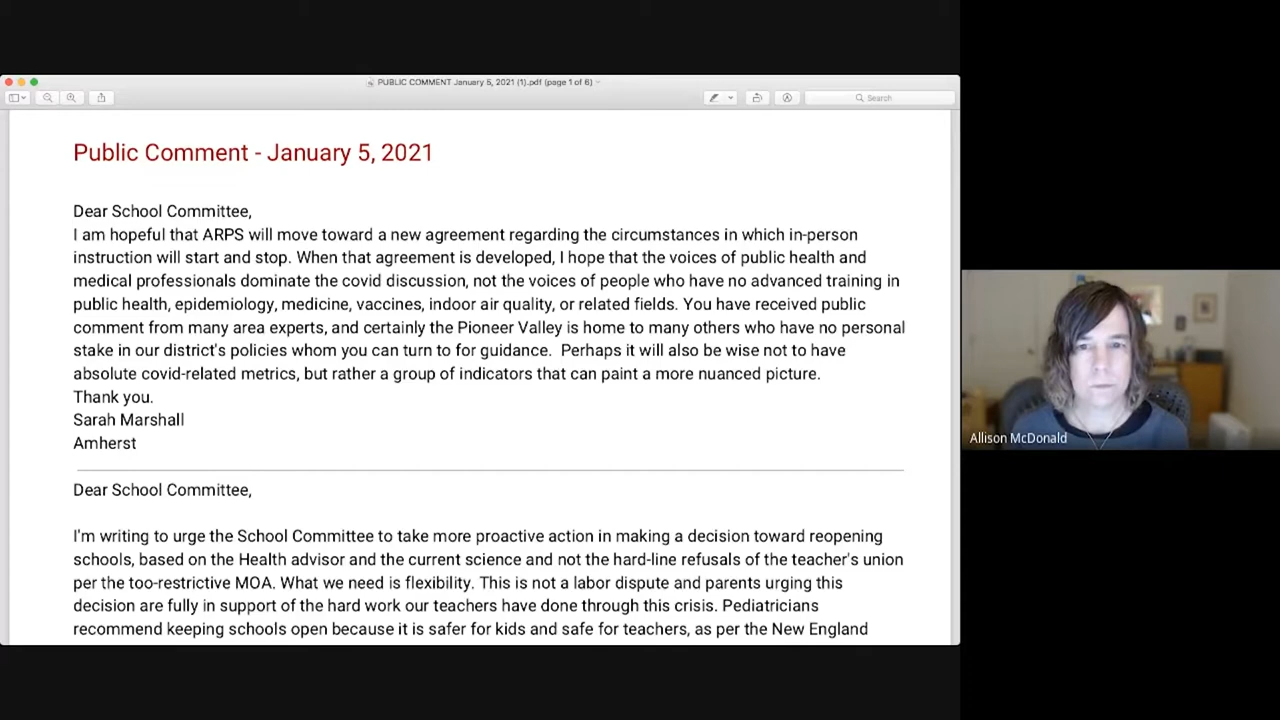 PUBLIC COMMENT January 5, 2021 (1).pdf (page 1 of 6)
Search
Public Comment - January 5, 2021
Dear School Committee,
I am hopeful that ARPS will move toward a new agreement regarding the circumstances in which in-person
instruction will start and stop. When that agreement is developed, I hope that the voices of public health and
medical professionals dominate the covid discussion, not the voices of people who have no advanced training in
public health, epidemiology, medicine, vaccines, indoor air quality, or related fields. You have received public
comment from many area experts, and certainly the Pioneer Valley is home to many others who have no personal
stake in our district's policies whom you can turn to for guidance.  Perhaps it will also be wise not to have
absolute covid-related metrics, but rather a group of indicators that can paint a more nuanced picture.
Thank you.
Sarah Marshall
Amherst
Dear School Committee,
I'm writing to urge the School Committee to take more proactive action in making a decision toward reopening
schools, based on the Health advisor and the current science and not the hard-line refusals of the teacher's union
per the too-restrictive MOA. What we need is flexibility. This is not a labor dispute and parents urging this
decision are fully in support of the hard work our teachers have done through this crisis. Pediatricians
recommend keeping schools open because it is safer for kids and safe for teachers, as per the New England
Allison McDonald